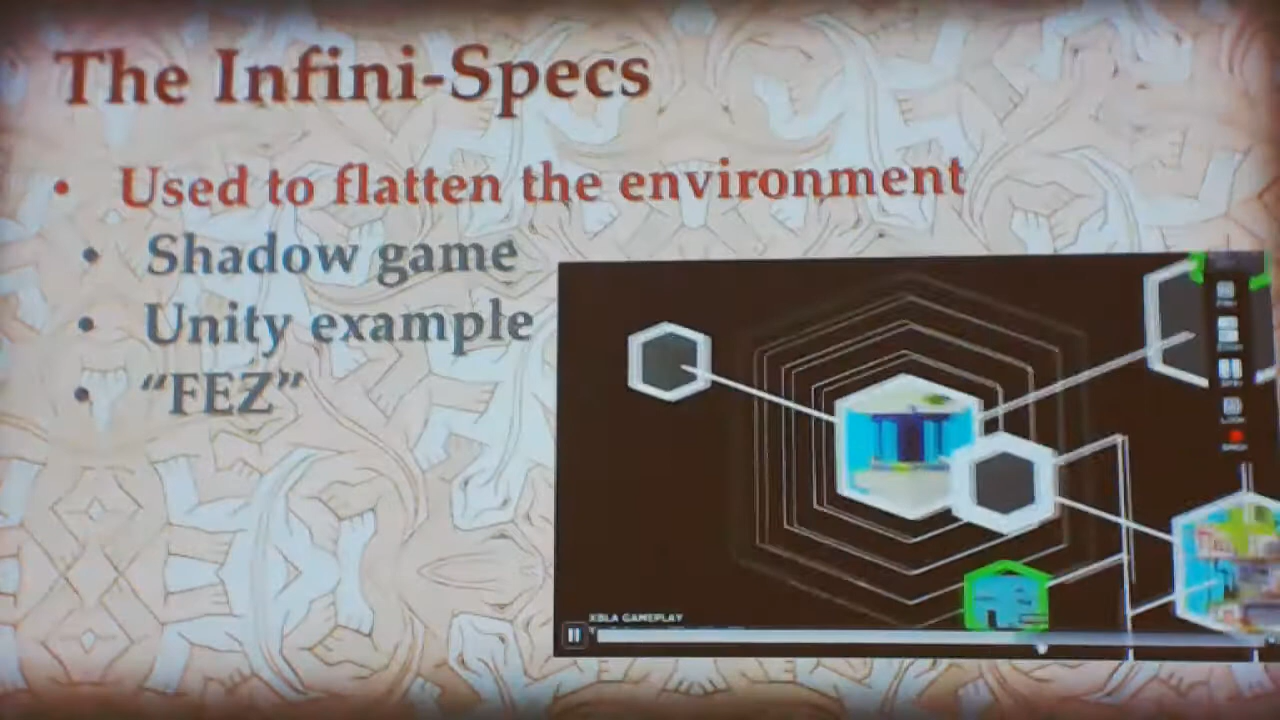 The Infini-Specs
• Used to flatten the environment
• Shadow game
• Unity example
• “FEZ”
XBLA GAMEPLAY